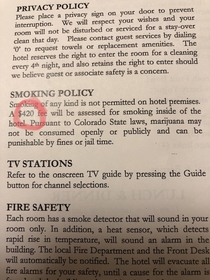 PRIVACY POLICY
Please place a privacy sign on your door to prevent
interruption. We will respect your wishes and your
room will not be disturbed for service if a stay-over
clean that day. Please contact guest services by dialing
'0' to request towels or replacement amenities. The
hotel reserves the right to enter the room for a cleaning
every 4th night, and also retains the right to enter should
we believe guest or associate safety is a concern.
SMOKING POLICY
of any kind is not permitted on hotel premises.
A $420 fee will be assessed for smoking inside of the
hotel. Pursuant to Colorado State laws, marijuana may
not be consumed openly or publicly and can be
punishable by fines or jail time.
TV STATIONS
Refer to the onscreen TV guide by pressing the Guide
button for channel selections.
FIRE SAFETY
Each room has a smoke detector that will sound in your
room only. In addition, a heat sensor, which detects
rapid rise in temperature, will sound an alarm in the
building. The local Fire Department and the Front Desk
will automatically be notified. The hotel will evacuate all
fire alarms for your safety, until a cause for the alarm is